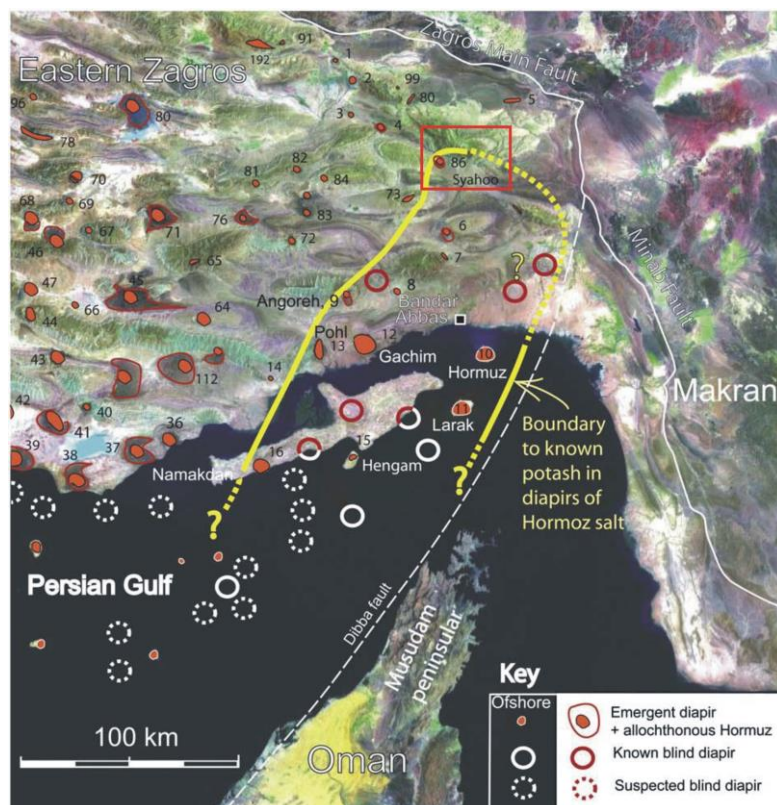 91
192
1
Zagros Main Fault
Eastern Zagros
2
99
80
5
96
80
3
4
78
86
Syahoo
82
81
84
70
69
73
68
71
76
83
67
72
6
46
7
65
?
47
45
Angoreh, 9
8
44
66
64
Bandar
Abbas
Minab Fault
Pohl
13
12
Gachim
10
Hormuz
43
112
14
Makran
42
40
11
Larak
41
36
Boundary
to known
potash in
diapirs of
Hormoz salt
39
38
37
Namakdan
16
15
Hengam
?
?
Persian Gulf
Dibba fault
Musudam
peninsular
100 km
Oman
Key
Ofshore
Emergent diapir
+ allochthonous Hormuz
Known blind diapir
Suspected blind diapir